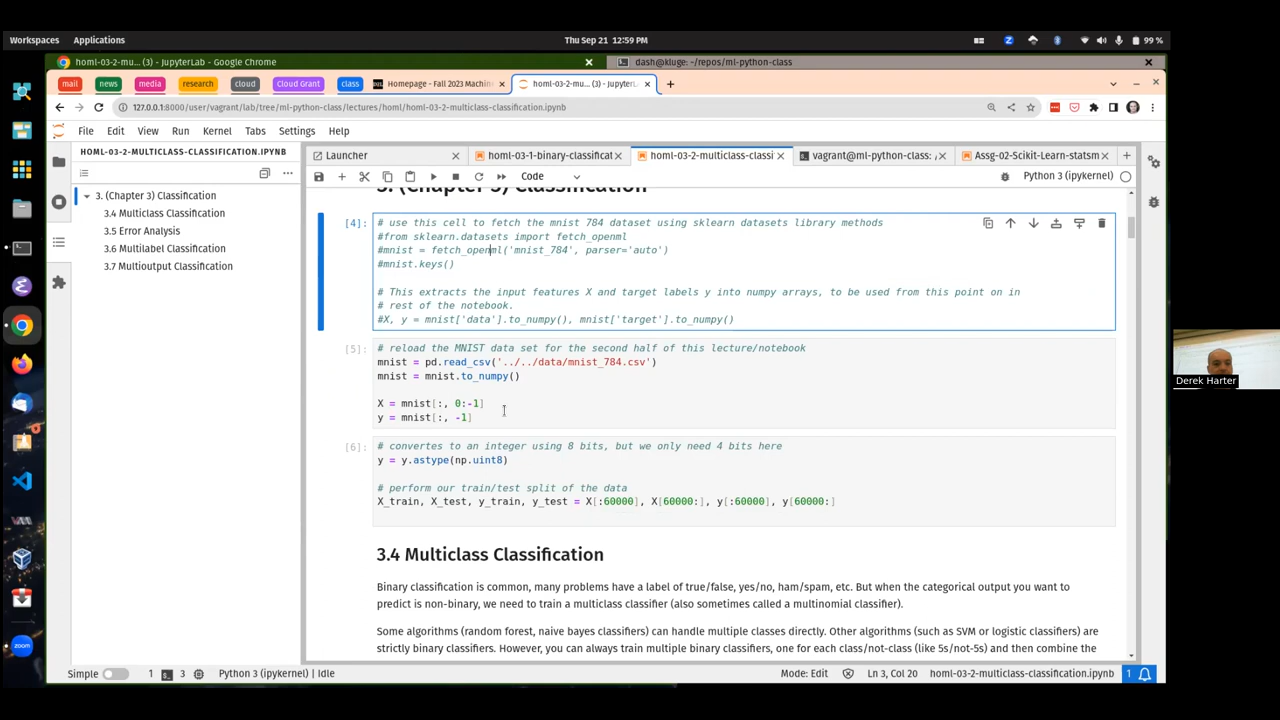 Workspaces Applications Thu Sep 21 12:59 PM 99 %
homl-03-2-mu... (3) - JupyterLab - Google Chrome dash@kluge: ~/repos/ml-python-class
mail news media research cloud Cloud Grant class Homepage - Fall 2023 Machin homl-03-2-mu... (3) - Jupyter
127.0.0.1:8000/user/vagrant/lab/tree/ml-python-class/lectures/homl/homl-03-2-multiclass-classification.ipynb
File Edit View Run Kernel Tabs Settings Help
HOML-03-2-MULTICLASS-CLASSIFICATION.IPYNB
Launcher homl-03-1-binary-classificat homl-03-2-multiclass-classi vagrant@ml-python-class: / Assg-02-Scikit-Learn-statsm
Code Python 3 (ipykernel)
3. (Chapter 3) Classification
3.4 Multiclass Classification
3.5 Error Analysis
3.6 Multilabel Classification
3.7 Multioutput Classification
3. (Chapter 3) Classification
[4]: # use this cell to fetch the mnist 784 dataset using sklearn datasets library methods
#from sklearn.datasets import fetch_openml
#mnist = fetch_openml('mnist_784', parser='auto')
#mnist.keys()
# This extracts the input features X and target labels y into numpy arrays, to be used from this point on in
# rest of the notebook.
#X, y = mnist['data'].to_numpy(), mnist['target'].to_numpy()
[5]: # reload the MNIST data set for the second half of this lecture/notebook
mnist = pd.read_csv('../../data/mnist_784.csv')
mnist = mnist.to_numpy()
X = mnist[:, 0:-1]
y = mnist[:, -1]
[6]: # convertes to an integer using 8 bits, but we only need 4 bits here
y = y.astype(np.uint8)
# perform our train/test split of the data
X_train, X_test, y_train, y_test = X[:60000], X[60000:], y[:60000], y[60000:]
3.4 Multiclass Classification
Binary classification is common, many problems have a label of true/false, yes/no, ham/spam, etc. But when the categorical output you want to
predict is non-binary, we need to train a multiclass classifier (also sometimes called a multinomial classifier).
Some algorithms (random forest, naive bayes classifiers) can handle multiple classes directly. Other algorithms (such as SVM or logistic classifiers) are
strictly binary classifiers. However, you can always train multiple binary classifiers, one for each class/not-class (like 5s/not-5s) and then combine the
Simple 1 3 Python 3 (ipykernel) | Idle Mode: Edit Ln 3, Col 20 homl-03-2-multiclass-classification.ipynb 1
zoom
Derek Harter